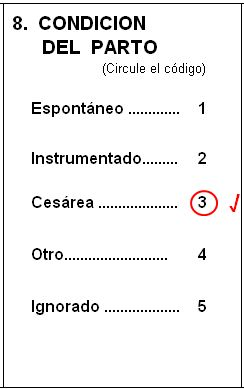 8. CONDICION
DEL PARTO
(Circule el código)
Espontáneo ............. 1
Instrumentado......... 2
Cesárea .................... 3 √
Otro.......................... 4
Ignorado ................... 5